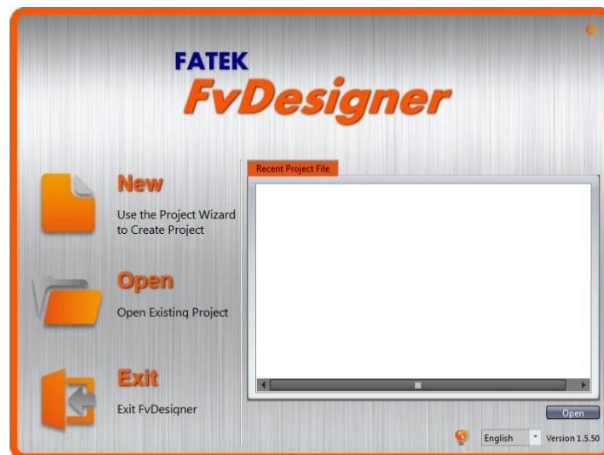 FATEK
FvDesigner
Recent Project File
New
Use the Project Wizard
to Create Project
Open
Open Existing Project
Exit
Exit FvDesigner
Open
English
Version 1.5.50